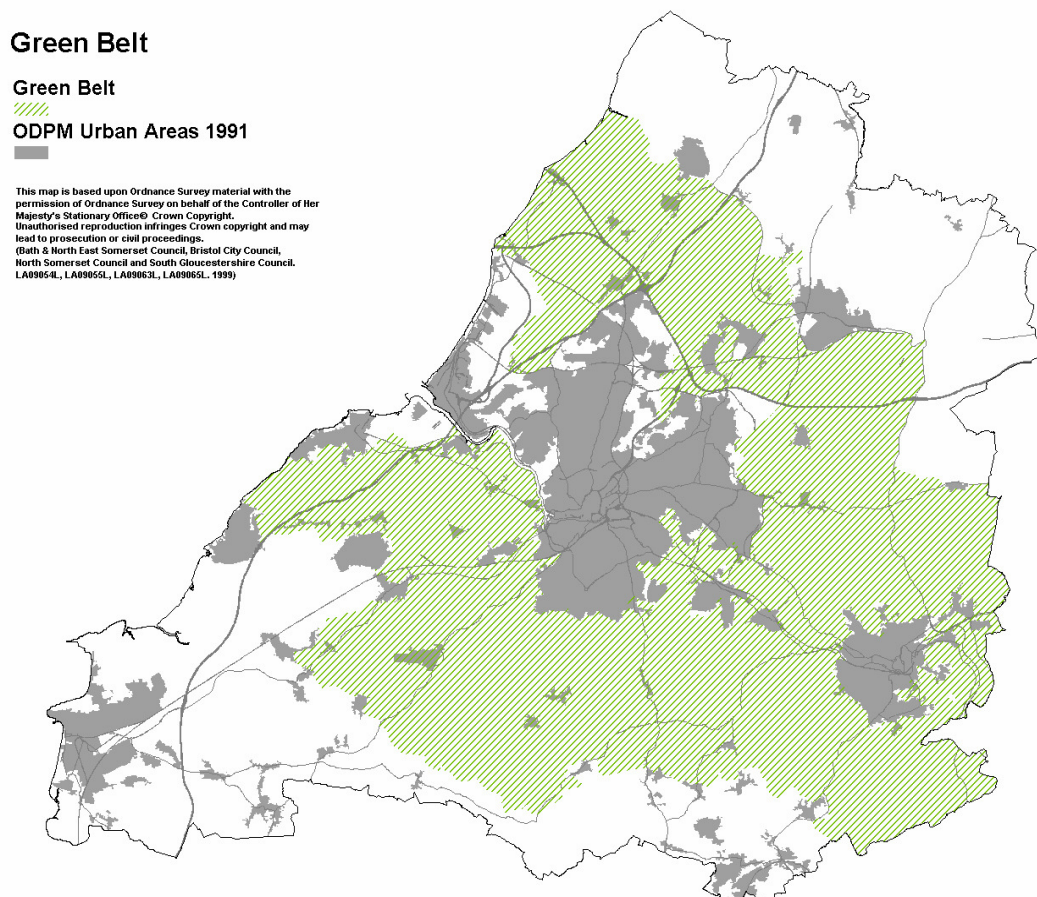 Green Belt
Green Belt
ODPM Urban Areas 1991
This map is based upon Ordnance Survey material with the
permission of Ordnance Survey on behalf of the Controller of Her
Majesty's Stationary Office© Crown Copyright.
Unauthorised reproduction infringes Crown copyright and may
lead to prosecution or civil proceedings.
(Bath & North East Somerset Council, Bristol City Council,
North Somerset Council and South Gloucestershire Council.
LA09054L, LA09055L, LA09063L, LA09065L. 1999)